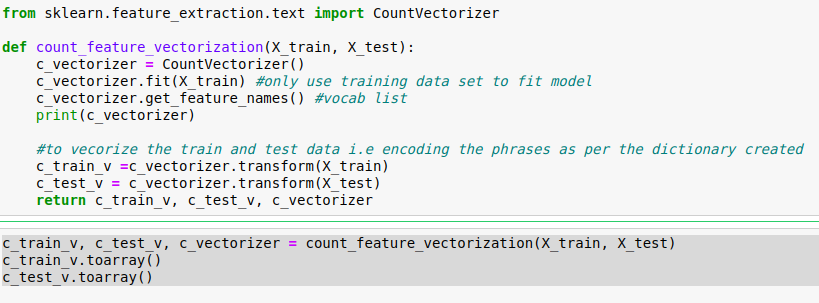 from sklearn.feature_extraction.text import CountVectorizer
def count_feature_vectorization(X_train, X_test):
    c_vectorizer = CountVectorizer()
    c_vectorizer.fit(X_train) #only use training data set to fit model
    c_vectorizer.get_feature_names() #vocab list
    print(c_vectorizer)
    #to vecorize the train and test data i.e encoding the phrases as per the dictionary created
    c_train_v =c_vectorizer.transform(X_train)
    c_test_v = c_vectorizer.transform(X_test)
    return c_train_v, c_test_v, c_vectorizer
c_train_v, c_test_v, c_vectorizer = count_feature_vectorization(X_train, X_test)
c_train_v.toarray()
c_test_v.toarray()